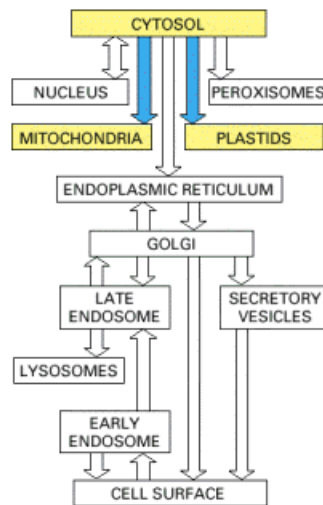 CYTOSOL
NUCLEUS
PEROXISOMES
MITOCHONDRIA
PLASTIDS
ENDOPLASMIC RETICULUM
GOLGI
LATE
ENDOSOME
SECRETORY
VESICLES
LYSOSOMES
EARLY
ENDOSOME
CELL SURFACE